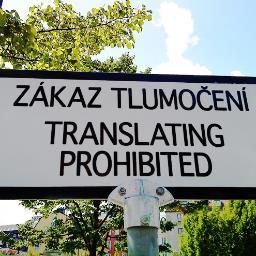 ZÁKAZ TLUMOČENÍ
TRANSLATING
PROHIBITED